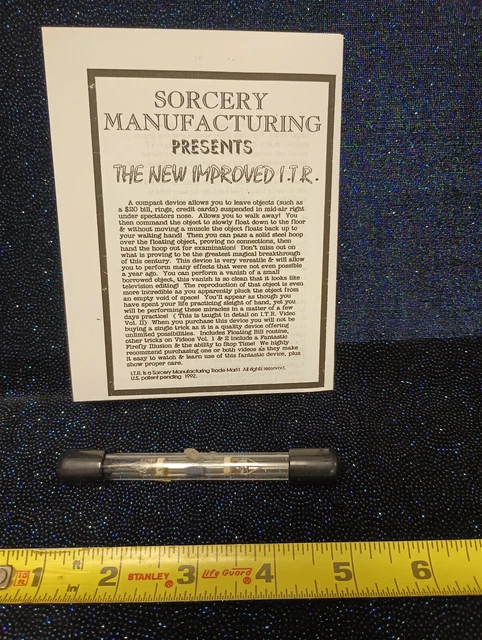 SORCERY
MANUFACTURING
PRESENTS
THE NEW IMPROVED I.T.R.
A compact device allows you to leave objects (such as
a $20 bill, rings, credit cards) suspended in mid-air right
under spectators nose. Allows you to walk away! You
then command the object to slowly float down to the floor
& without moving a muscle the object floats back up to
your waiting hand! Then you can pass a solid steel hoop
over the floating object, proving no connections, then
hand the hoop out for examination! Don't miss out on
what is proving to be the greatest magical breakthrough
of this century. This device is very versatile & will allow
you to perform many effects that were not even possible
a year ago. You can perform a vanish of a small
borrowed object, this vanish is so clean that it looks like
television editing! The reproduction of that object is even
more incredible as you apparently pluck the object from
an empty void of space! You'll appear as though you
have spent your life practicing sleight of hand, yet you
will be performing these miracles in a matter of a few
days practice! ( This is taught in detail on I.T.R. Video
Vol. II) When you purchase this device you will not be
buying a single trick as it is a quality device offering
unlimited possibilities. Includes Floating Bill routine,
other tricks on Videos Vol. 1 & 2 include a Fantastic
Firefly Illusion & the ability to Stop Time! We highly
recommend purchasing one or both videos as they make
it easy to watch & learn use of this fantastic device, plus
show proper care.
I.T.R. is a Sorcery Manufacturing Trade Mark! All rights reserved.
U.S. patent pending 1992.
1 ft in 2 STANLEY 3 life Guard 4 5 6